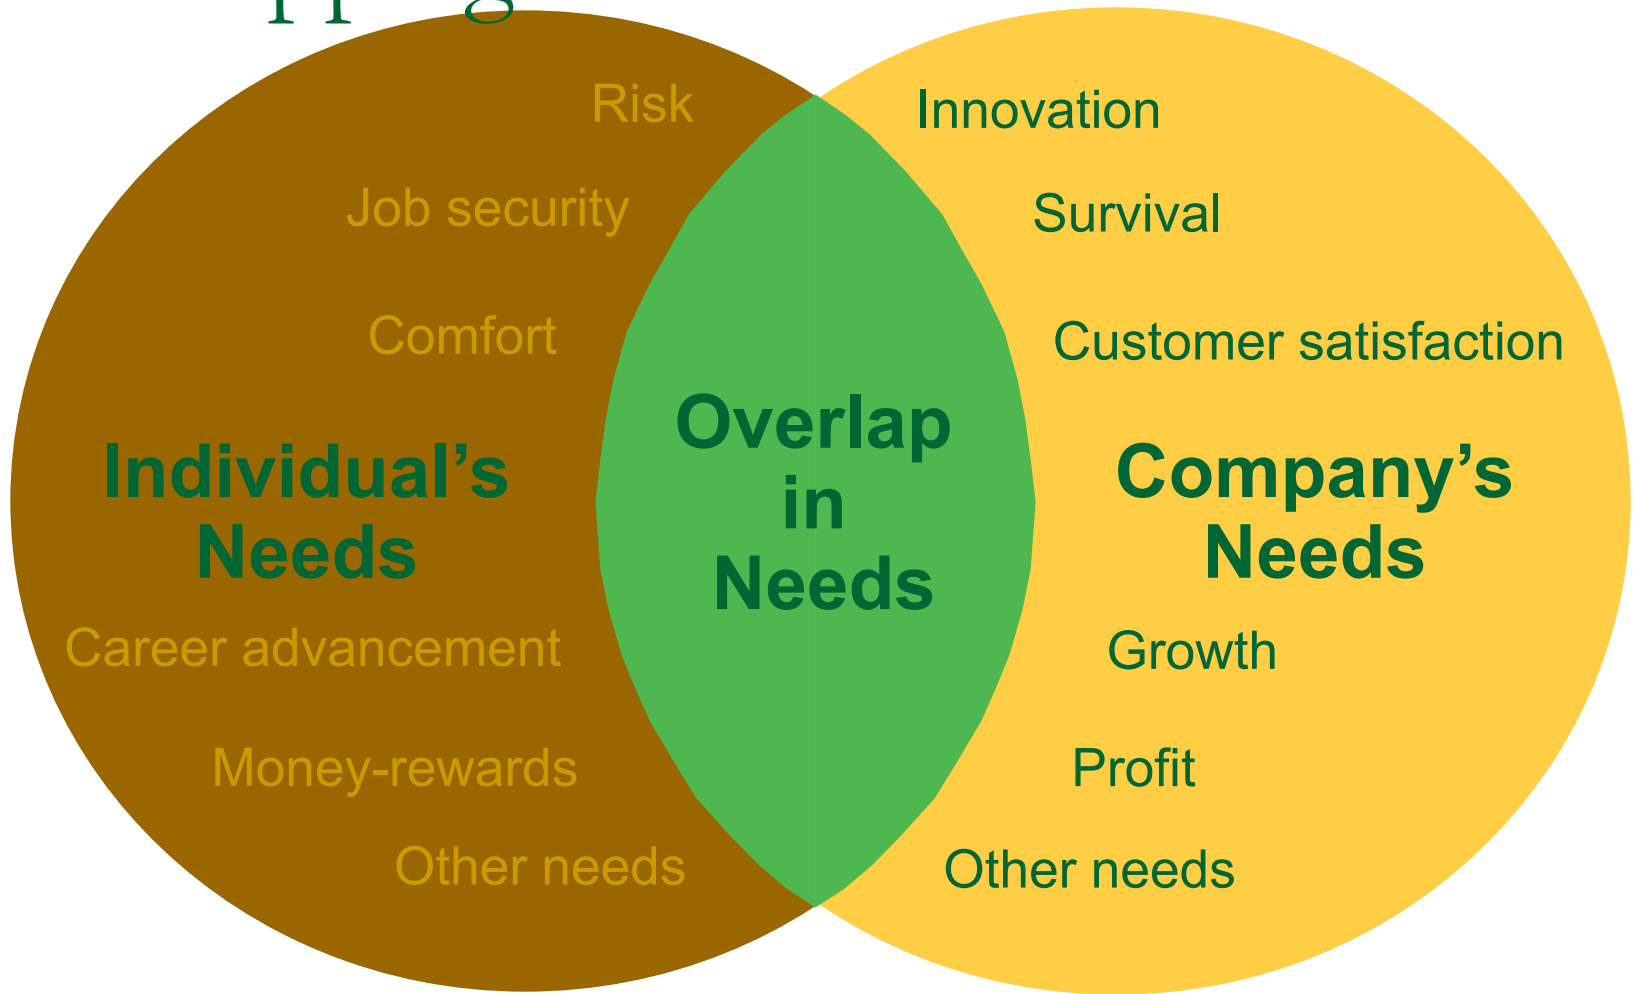 Risk
Job security
Comfort
Individual’s
Needs
Career advancement
Money-rewards
Other needs
Overlap
in
Needs
Innovation
Survival
Customer satisfaction
Company’s
Needs
Growth
Profit
Other needs